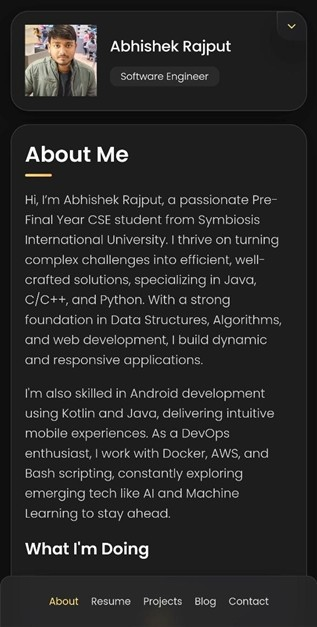 Abhishek Rajput
Software Engineer
About Me
Hi, I'm Abhishek Rajput, a passionate Pre-
Final Year CSE student from Symbiosis
International University. I thrive on turning
complex challenges into efficient, well-
crafted solutions, specializing in Java,
C/C++, and Python. With a strong
foundation in Data Structures, Algorithms,
and web development, I build dynamic
and responsive applications.
I'm also skilled in Android development
using Kotlin and Java, delivering intuitive
mobile experiences. As a DevOps
enthusiast, I work with Docker, AWS, and
Bash scripting, constantly exploring
emerging tech like AI and Machine
Learning to stay ahead.
What I'm Doing
About Resume Projects Blog Contact